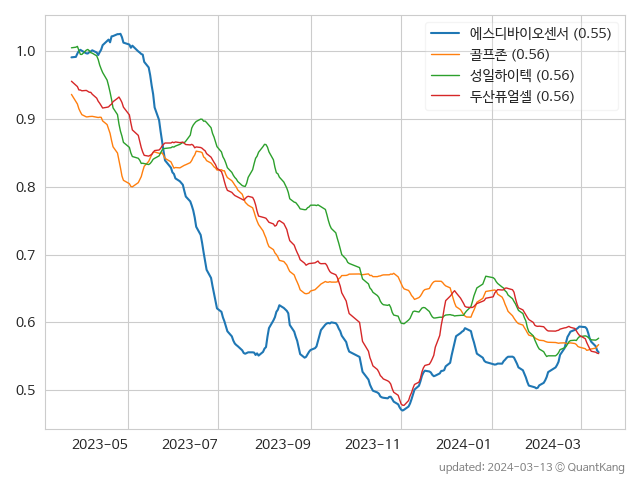 에스디바이오센서 (0.55)
골프존 (0.56)
성일하이텍 (0.56)
두산퓨얼셀 (0.56)
1.0
0.9
0.8
0.7
0.6
0.5
2023-05 2023-07 2023-09 2023-11 2024-01 2024-03
updated: 2024-03-13 © QuantKang